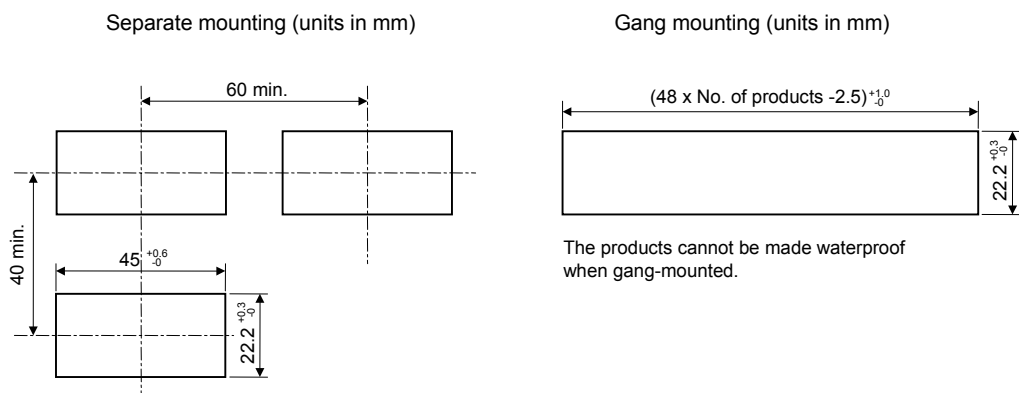 Separate mounting (units in mm)
Gang mounting (units in mm)
60 min.
(48 x No. of products -2.5) +1.0 -0
22.2 +0.3 -0
40 min.
45 +0.6 -0
22.2 +0.3 -0
The products cannot be made waterproof
when gang-mounted.